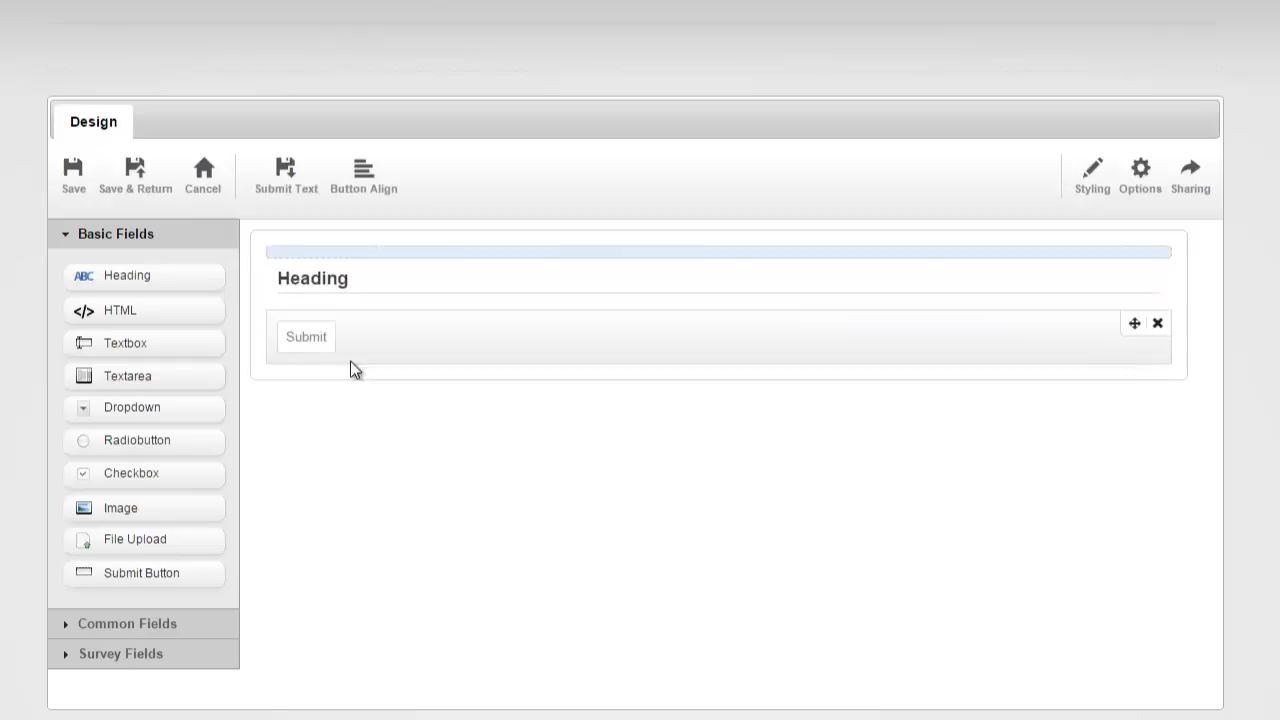 Design
Save
Save & Return
Cancel
Submit Text
Button Align
Styling
Options
Sharing
Basic Fields
ABC Heading
</> HTML
Textbox
Textarea
Dropdown
Radiobutton
Checkbox
Image
File Upload
Submit Button
Common Fields
Survey Fields
Heading
Submit